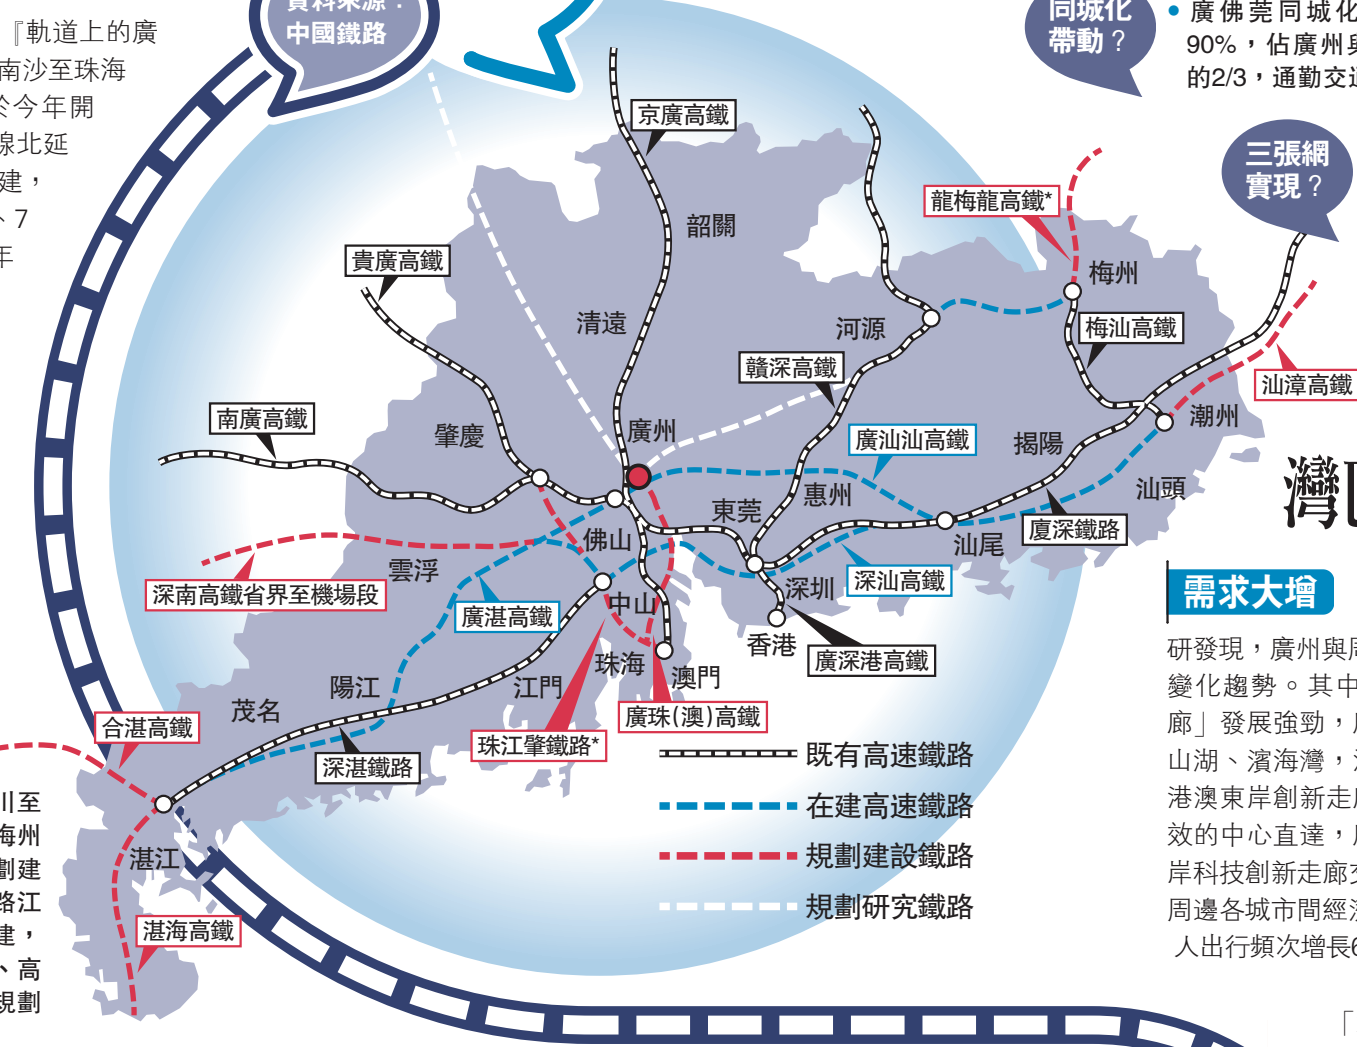 『軌道上的廣
南沙至珠海
於今年開
線北延
建，
、7
年
資料來源：
中國鐵路
同城化
帶動？
• 廣佛莞同城化
90%，佔廣州與
的2/3，通勤交通
三張網
實現？
京廣高鐵
龍梅龍高鐵*
韶關
貴廣高鐵
梅州
清遠
河源
梅汕高鐵
贛深高鐵
汕漳高鐵
南廣高鐵
肇慶
廣州
廣汕汕高鐵
揭陽
潮州
惠州
汕頭
東莞
佛山
汕尾
廈深鐵路
雲浮
深汕高鐵
深圳
深南高鐵省界至機場段
廣湛高鐵
中山
香港
廣深港高鐵
珠海
澳門
江門
陽江
茂名
廣珠(澳)高鐵
合湛高鐵
珠江肇鐵路*
深湛鐵路
湛江
湛海高鐵
既有高速鐵路
在建高速鐵路
規劃建設鐵路
規劃研究鐵路
川至
梅州
劃建
路江
建，
、高
規劃
灣
需求大增
研發現，廣州與周
變化趨勢。其中
廊」發展強勁，
山湖、濱海灣，
港澳東岸創新走
效的中心直達，
岸科技創新走廊交
周邊各城市間經濟
人出行頻次增長6
「